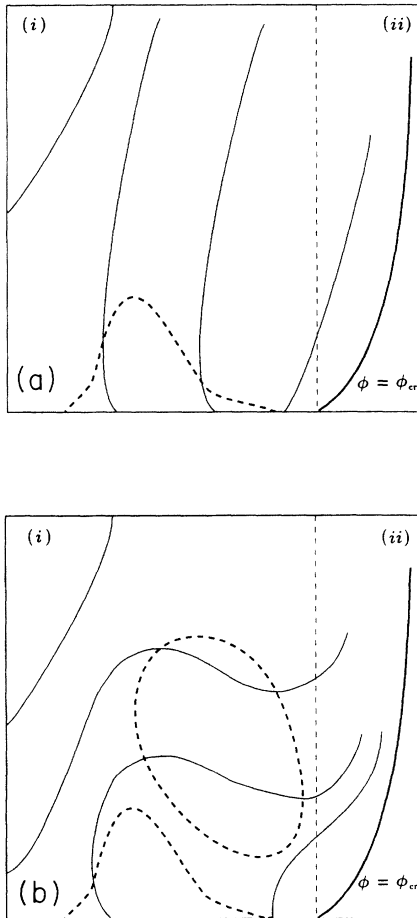 (i) (ii)
(a) ϕ = ϕcr
(i) (ii)
(b) ϕ = ϕcr